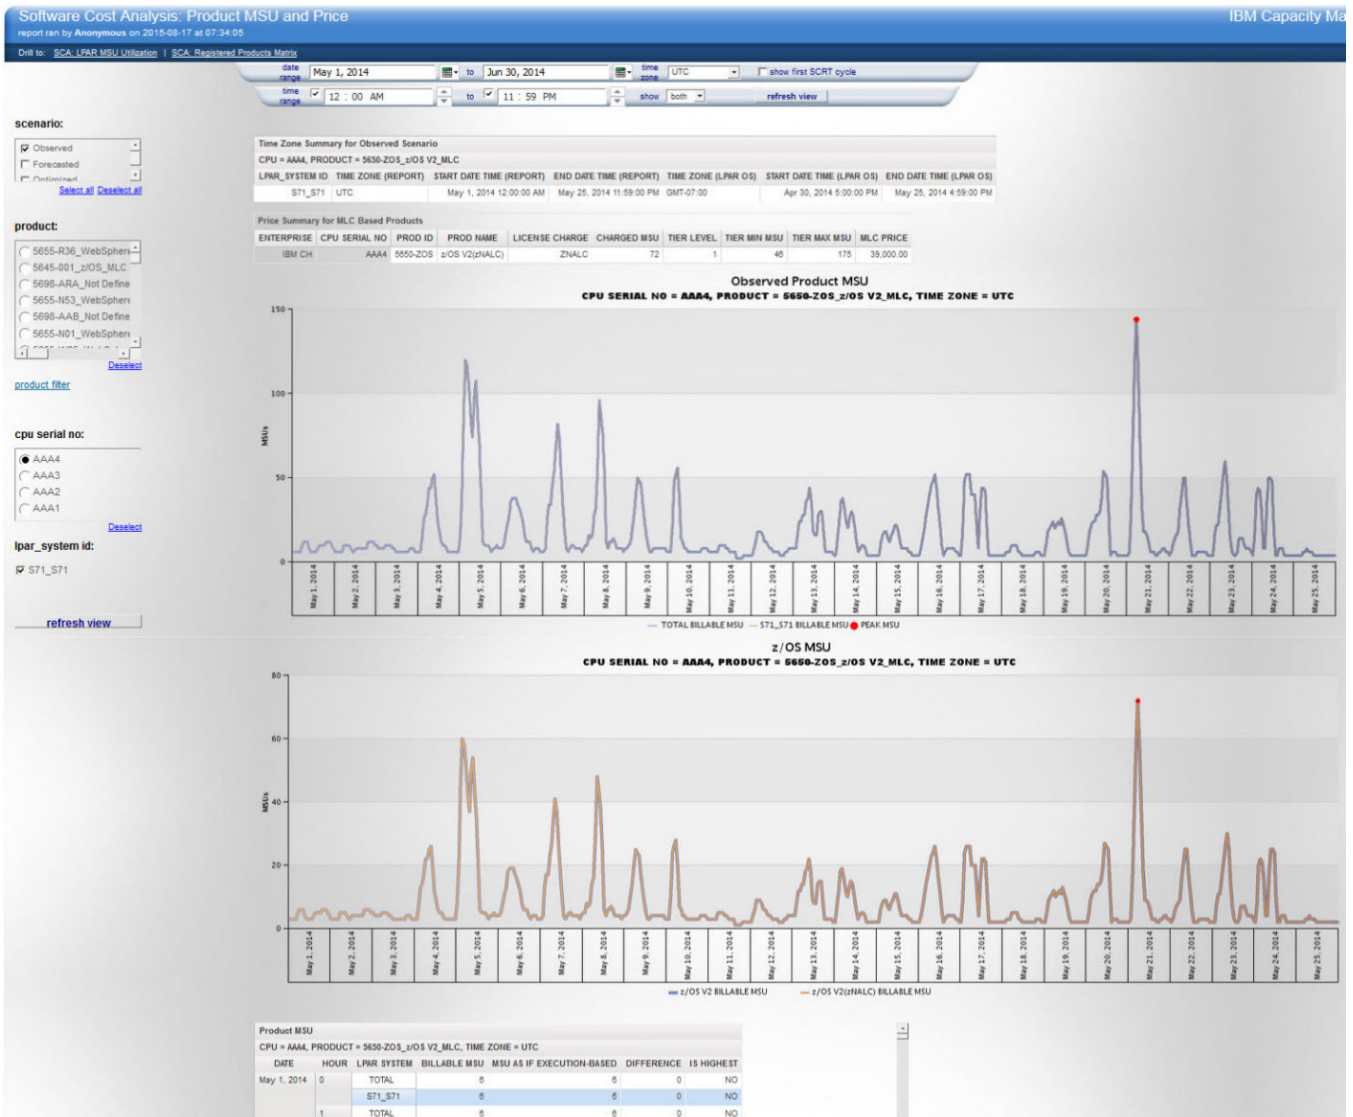 Software Cost Analysis: Product MSU and Price
IBM Capacity Ma
report ran by Anonymous on 2015-08-17 at 07:34:05
Drill to: SCA: LPAR MSU Utilization | SCA: Registered Products Matrix
date range May 1, 2014 to Jun 30, 2014 time zone UTC show first SCRT cycle
time range 12 : 00 AM to 11 : 59 PM show both refresh view
scenario:
Observed
Forecasted
Optimized
Select all Deselect all
product:
5655-R36_WebSphere
5645-001_z/OS_MLC
5698-ARA_Not Define
5655-N53_WebSphere
5698-AAB_Not Define
5655-N01_WebSphere
Deselect
product filter
cpu serial no:
AAA4
AAA3
AAA2
AAA1
Deselect
lpar_system id:
S71_S71
refresh view
Time Zone Summary for Observed Scenario
CPU = AAA4, PRODUCT = 5650-ZOS_z/OS V2_MLC
LPAR_SYSTEM ID TIME ZONE (REPORT) START DATE TIME (REPORT) END DATE TIME (REPORT) TIME ZONE (LPAR OS) START DATE TIME (LPAR OS) END DATE TIME (LPAR OS)
S71_S71 UTC May 1, 2014 12:00:00 AM May 25, 2014 11:59:00 PM GMT-07:00 Apr 30, 2014 5:00:00 PM May 25, 2014 4:59:00 PM
Price Summary for MLC Based Products
ENTERPRISE CPU SERIAL NO PROD ID PROD NAME LICENSE CHARGE CHARGED MSU TIER LEVEL TIER MIN MSU TIER MAX MSU MLC PRICE
IBM CH AAA4 5650-ZOS z/OS V2(zNALC) ZNALC 72 1 46 175 39,000.00
Observed Product MSU
CPU SERIAL NO = AAA4, PRODUCT = 5650-ZOS_z/OS V2_MLC, TIME ZONE = UTC
150
100
50
0
MSUs
May 1, 2014 May 2, 2014 May 3, 2014 May 4, 2014 May 5, 2014 May 6, 2014 May 7, 2014 May 8, 2014 May 9, 2014 May 10, 2014 May 11, 2014 May 12, 2014 May 13, 2014 May 14, 2014 May 15, 2014 May 16, 2014 May 17, 2014 May 18, 2014 May 19, 2014 May 20, 2014 May 21, 2014 May 22, 2014 May 23, 2014 May 24, 2014 May 25, 2014
TOTAL BILLABLE MSU S71_S71 BILLABLE MSU PEAK MSU
z/OS MSU
CPU SERIAL NO = AAA4, PRODUCT = 5650-ZOS_z/OS V2_MLC, TIME ZONE = UTC
80
60
40
20
0
MSUs
May 1, 2014 May 2, 2014 May 3, 2014 May 4, 2014 May 5, 2014 May 6, 2014 May 7, 2014 May 8, 2014 May 9, 2014 May 10, 2014 May 11, 2014 May 12, 2014 May 13, 2014 May 14, 2014 May 15, 2014 May 16, 2014 May 17, 2014 May 18, 2014 May 19, 2014 May 20, 2014 May 21, 2014 May 22, 2014 May 23, 2014 May 24, 2014 May 25, 2014
z/OS V2 BILLABLE MSU z/OS V2(zNALC) BILLABLE MSU
Product MSU
CPU = AAA4, PRODUCT = 5650-ZOS_z/OS V2_MLC, TIME ZONE = UTC
DATE HOUR LPAR SYSTEM BILLABLE MSU MSU AS IF EXECUTION-BASED DIFFERENCE IS HIGHEST
May 1, 2014 0 TOTAL 6 6 0 NO
S71_S71 6 6 0 NO
1 TOTAL 6 6 0 NO